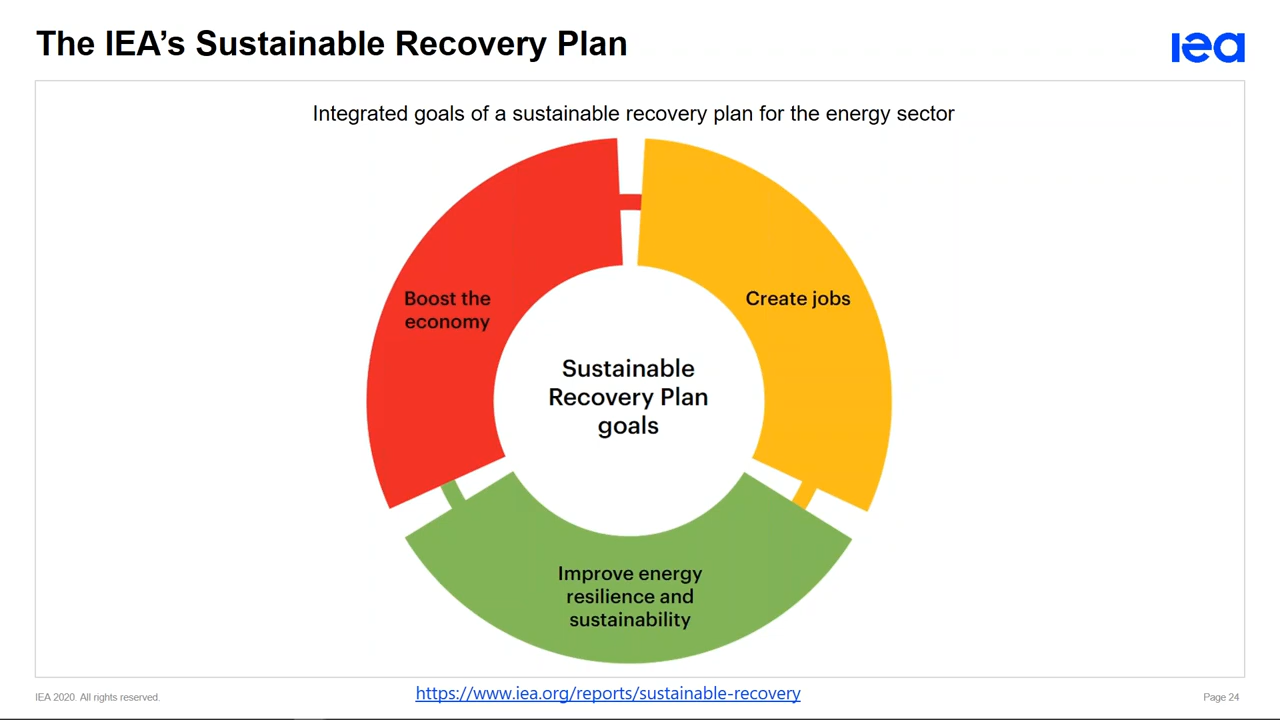 The IEA’s Sustainable Recovery Plan
iea
Integrated goals of a sustainable recovery plan for the energy sector
Boost the
economy
Create jobs
Sustainable
Recovery Plan
goals
Improve energy
resilience and
sustainability
IEA 2020. All rights reserved.
https://www.iea.org/reports/sustainable-recovery
Page 24